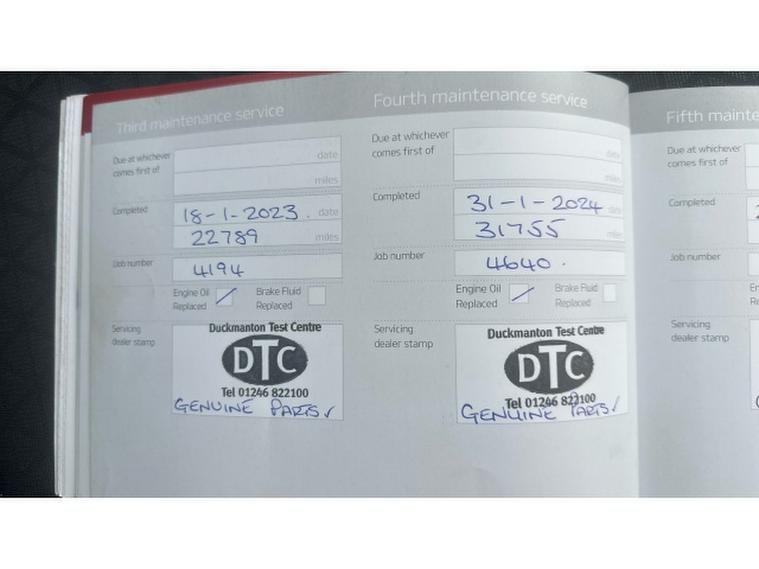 Third maintenance service
Due at whichever
comes first of
date
miles
Completed
18-1-2023. date
22789 miles
Job number
4194
Engine Oil
Replaced
Brake Fluid
Replaced
Servicing
dealer stamp
Duckmanton Test Centre
DTC
Tel 01246 822100
GENUINE PARTS
Fourth maintenance service
Due at whichever
comes first of
date
miles
Completed
31-1-2024 date
31755
Job number
4640.
Engine Oil
Replaced
Brake Fluid
Replaced
Servicing
dealer stamp
Duckmanton Test Centre
DTC
Tel 01246 822100
GENUINE PARTS
Fifth mainte
Due at whichever
comes first of
Completed
Job number
Servicing
dealer stamp